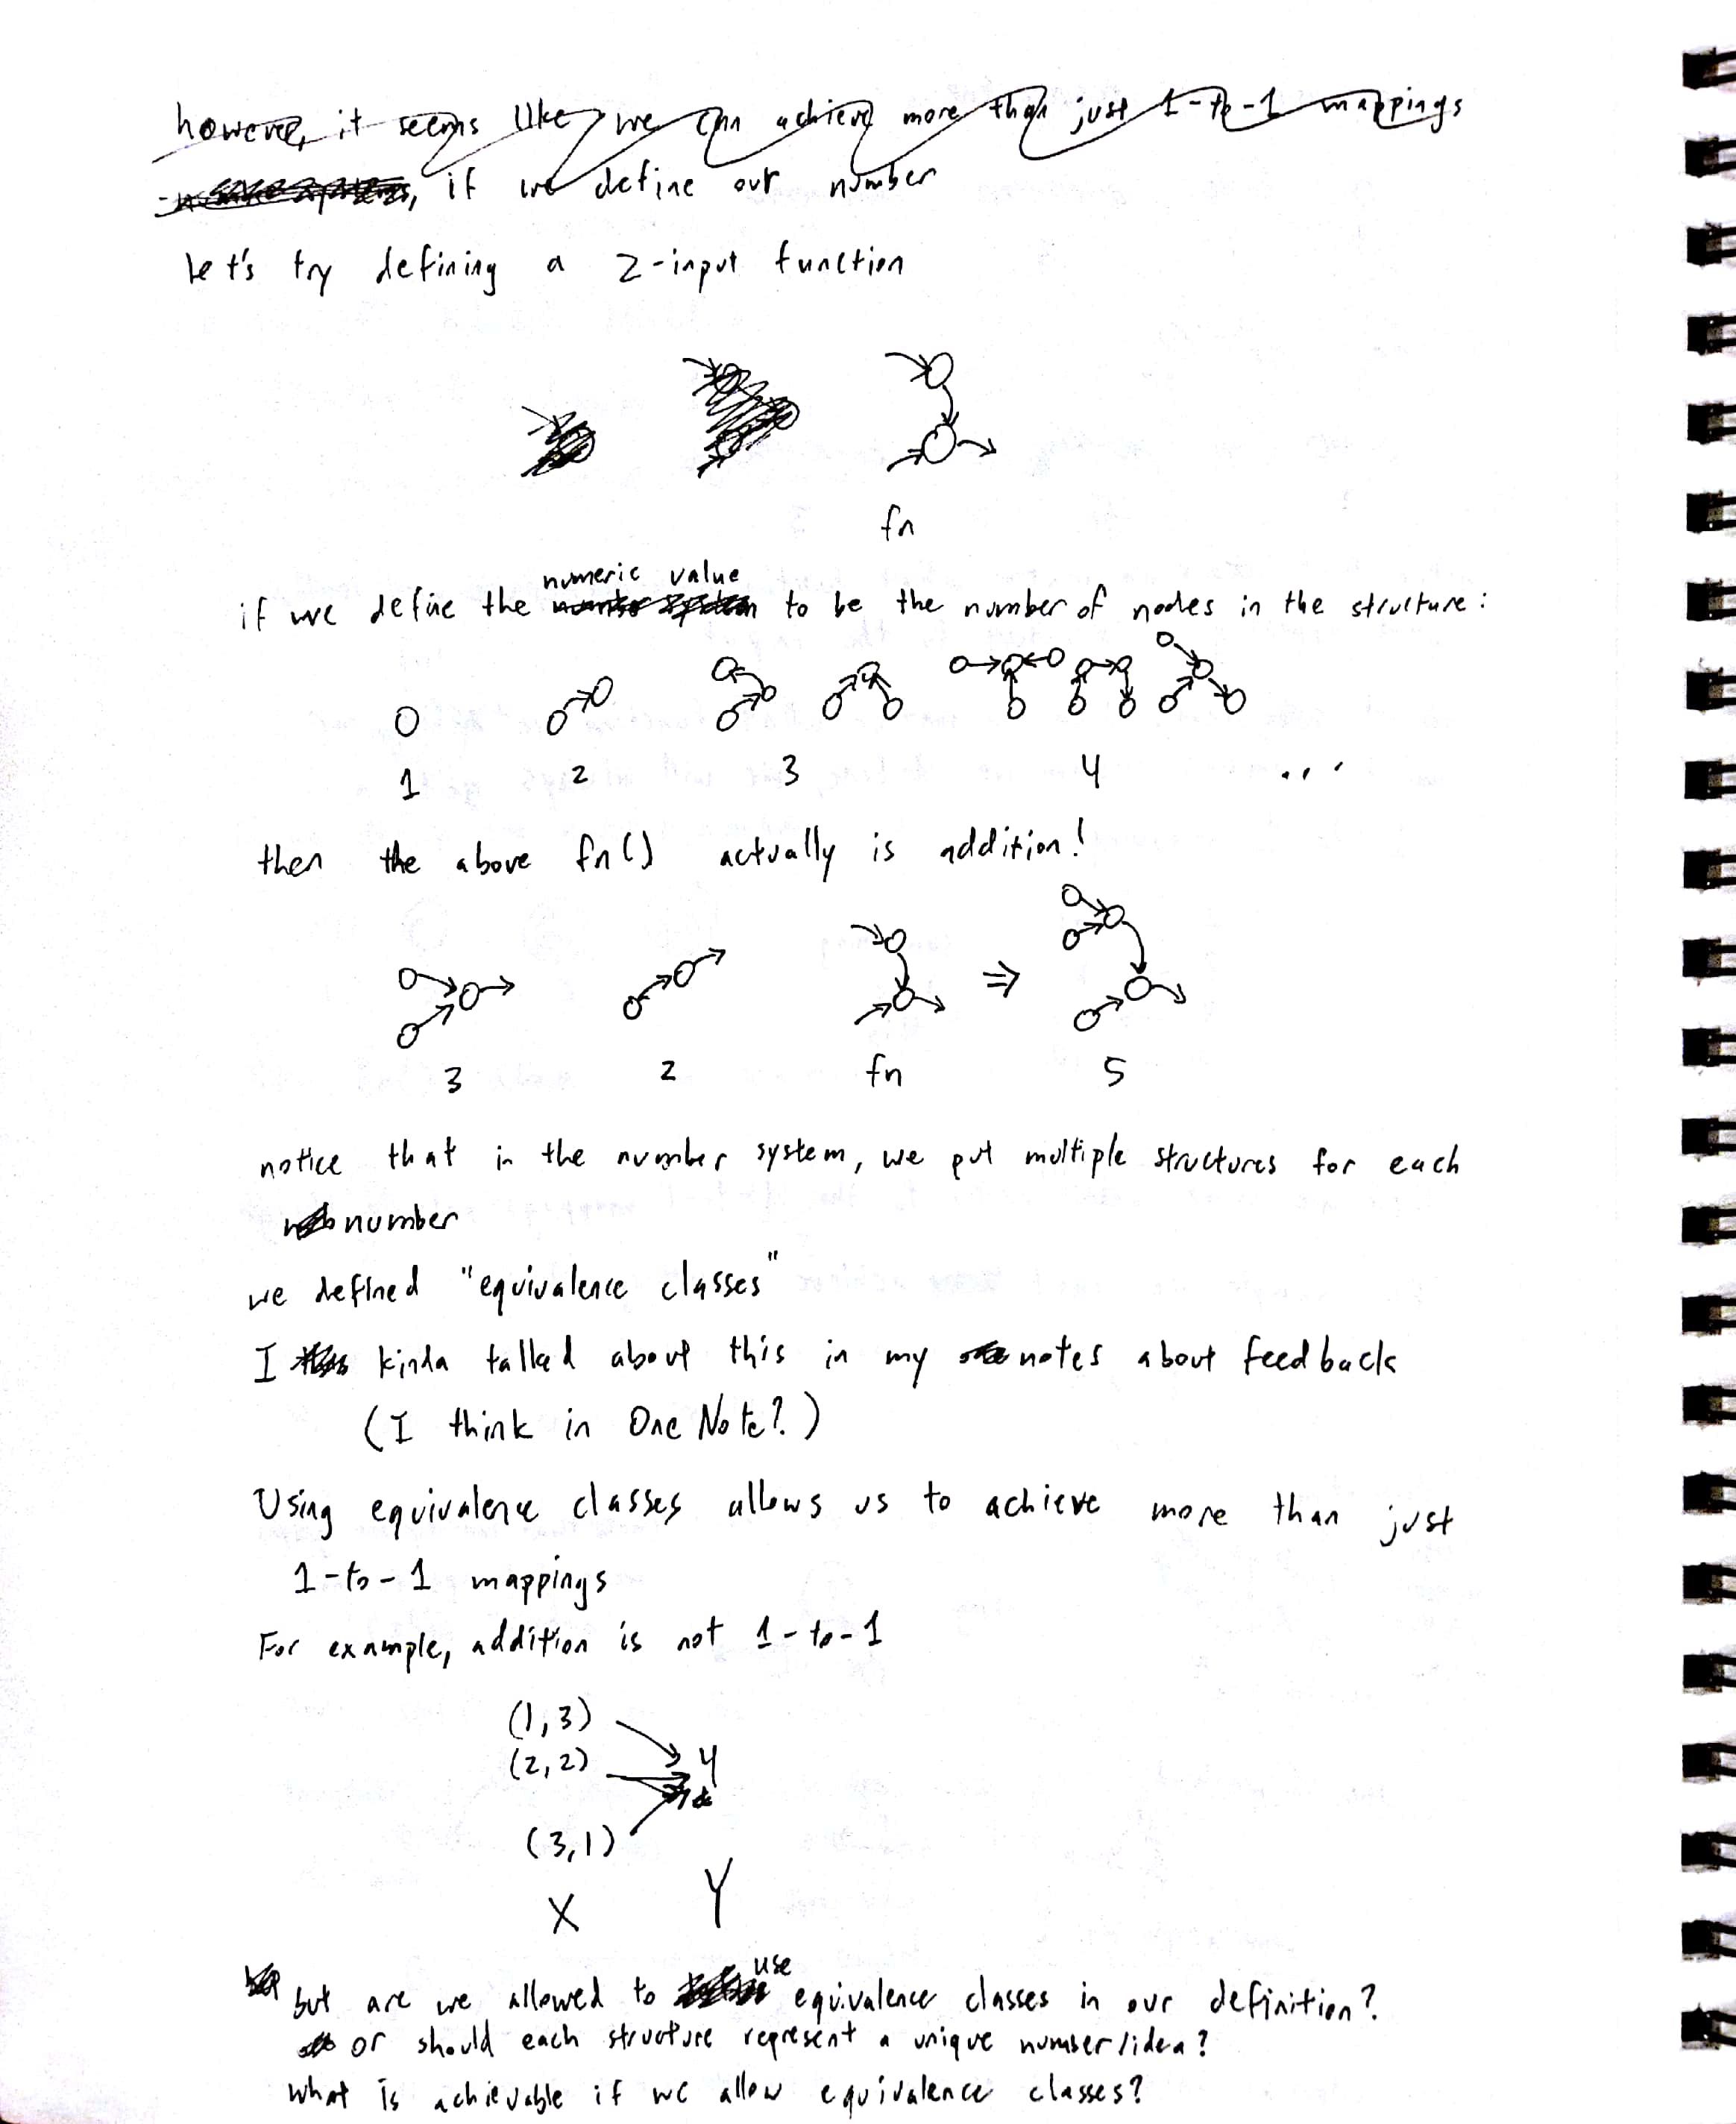 however, it seems like we can achieve more than just 1-to-1 mappings
if we define our number
let's try defining a 2-input function
fn
numeric value
if we define the to be the number of nodes in the structure:
1 2 3 4 ...
then the above fn() actually is addition!
3 2 fn ⇒ 5
notice that in the number system, we put multiple structures for each
number
we defined "equivalence classes"
I kinda talked about this in my notes about feedback
(I think in OneNote?)
Using equivalence classes allows us to achieve more than just
1-to-1 mappings
For example, addition is not 1-to-1
(1,3)
(2,2) 4
(3,1)
X Y
use
but are we allowed to equivalence classes in our definition?
or should each structure represent a unique number/idea?
what is achievable if we allow equivalence classes?